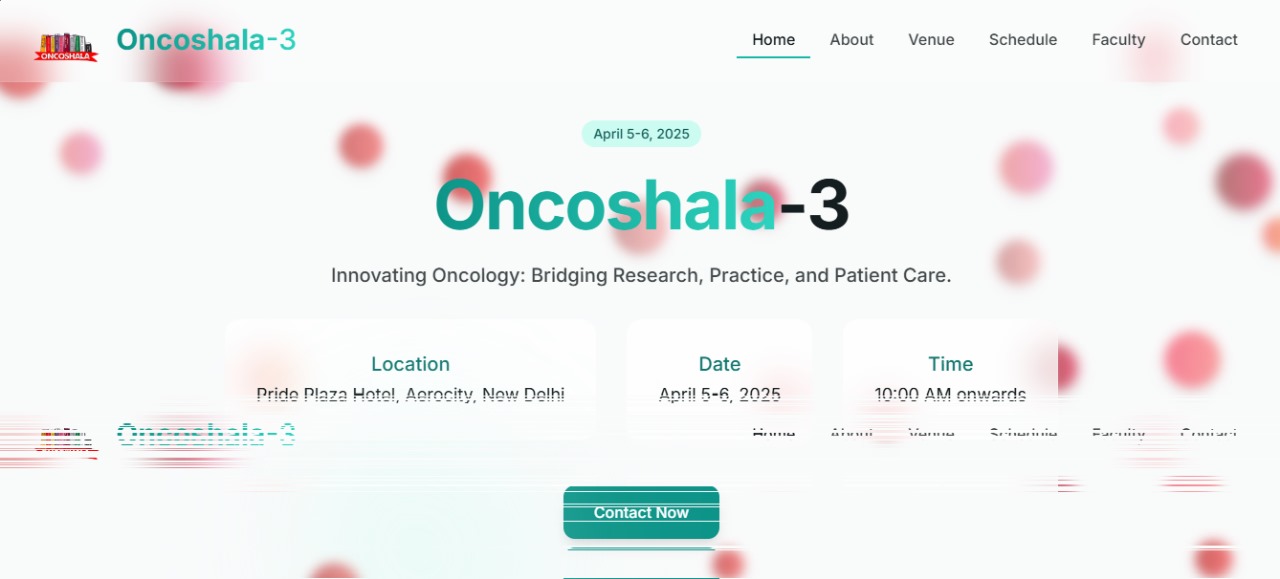 ONCOSHALA
Oncoshala-3
Home About Venue Schedule Faculty Contact
April 5-6, 2025
Oncoshala-3
Innovating Oncology: Bridging Research, Practice, and Patient Care.
Location
Pride Plaza Hotel, Aerocity, New Delhi
Date
April 5-6, 2025
Time
10:00 AM onwards
Oncoshala-3
Home About Venue Schedule Faculty Contact
Contact Now